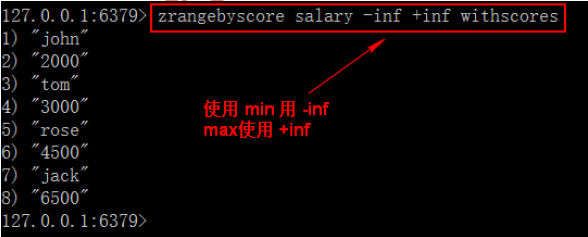 127.0.0.1:6379> zrangebyscore salary -inf +inf withscores
1) "john"
2) "2000"
3) "tom"
4) "3000"
5) "rose"
6) "4500"
7) "jack"
8) "6500"
127.0.0.1:6379>
使用 min 用 -inf
max使用 +inf